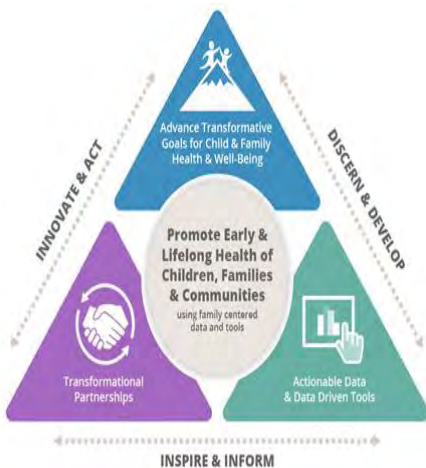 Advance Transformative
Goals for Child & Family
Health & Well-Being
INNOVATE & ACT
DISCERN & DEVELOP
Promote Early &
Lifelong Health of
Children, Families
& Communities
using family centered
data and tools
Transformational
Partnerships
Actionable Data
& Data Driven Tools
INSPIRE & INFORM